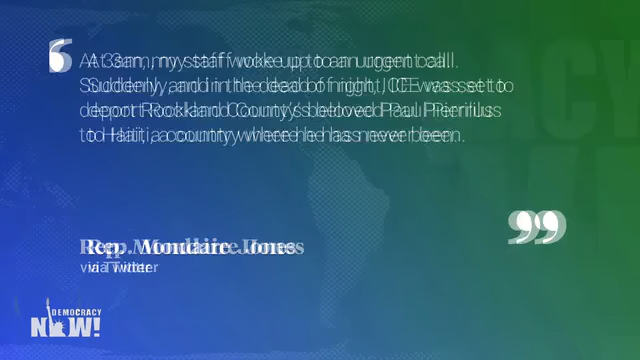 At 3am, my staff woke up to an urgent call.
Suddenly, and in the dead of night, ICE was set to
deport Rockland County's beloved Paul Pierrilus
to Haiti, a country where he has never been.
Rep. Mondaire Jones
via Twitter
DEMOCRACY
NOW!